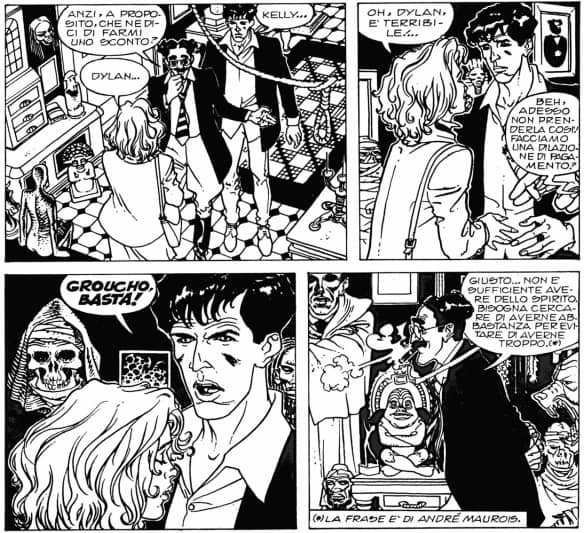 ANZI, A PROPO-
SITO, CHE NE DI-
CI DI FARMI
UNO SCONTO?
KELLY...
DYLAN...
OH, DYLAN,
E' TERRIBI-
LE!...
BEH,
ADESSO
NON PREN-
DERLA COSI'!
FACCIAMO
UNA DILAZIO-
NE DI PAGA-
MENTO.
GROUCHO,
BASTA!
GIUSTO... NON E'
SUFFICIENTE AVE-
RE DELLO SPIRITO,
BISOGNA CERCA-
RE DI AVERNE AB-
BASTANZA PER EVI-
TARE DI AVERNE
TROPPO. (*)
(*) LA FRASE E' DI ANDRÉ MAUROIS.